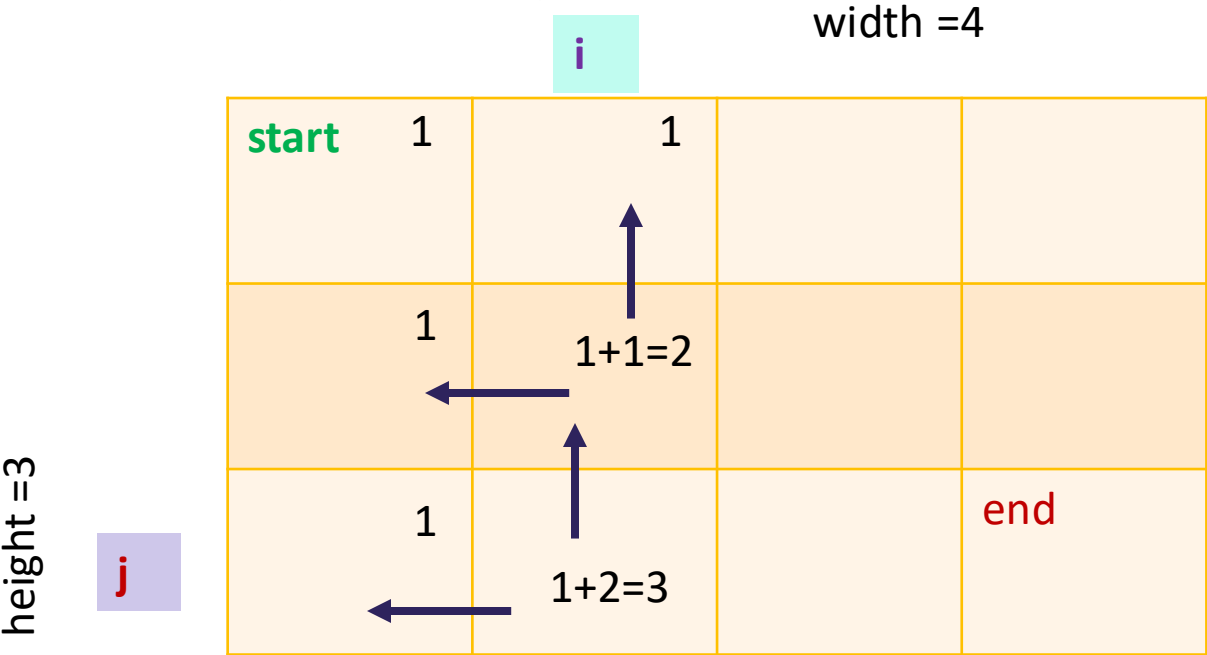 width =4
i
start 1 1
1 1+1=2
height =3
j
1 end
1+2=3